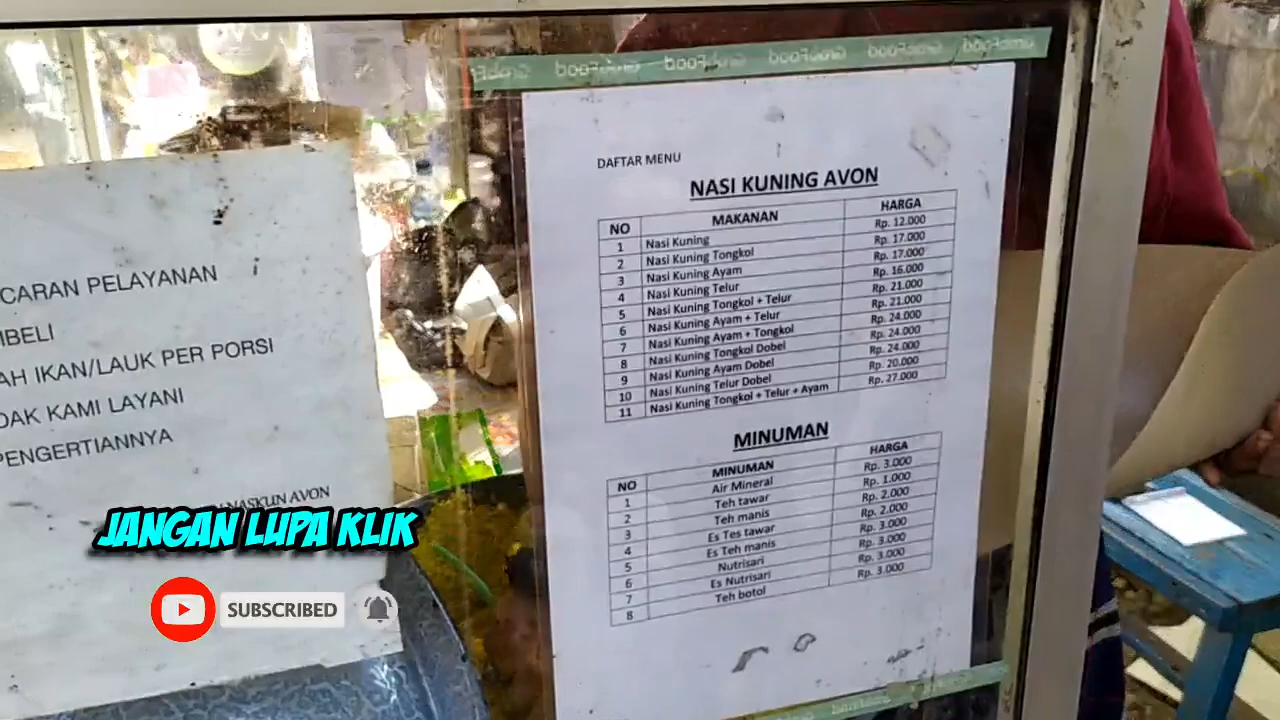 CARAN PELAYANAN
IBELI
AH IKAN/LAUK PER PORSI
DAK KAMI LAYANI
PENGERTIANNYA
NASKUN AVON
JANGAN LUPA KLIK
SUBSCRIBED
GrabFood GrabFood GrabFood GrabFood
DAFTAR MENU
NASI KUNING AVON
NO MAKANAN HARGA
1 Nasi Kuning Rp. 12.000
2 Nasi Kuning Tongkol Rp. 17.000
3 Nasi Kuning Ayam Rp. 17.000
4 Nasi Kuning Telur Rp. 16.000
5 Nasi Kuning Tongkol + Telur Rp. 21.000
6 Nasi Kuning Ayam + Telur Rp. 21.000
7 Nasi Kuning Ayam + Tongkol Rp. 24.000
8 Nasi Kuning Tongkol Dobel Rp. 24.000
9 Nasi Kuning Ayam Dobel Rp. 24.000
10 Nasi Kuning Telur Dobel Rp. 20.000
11 Nasi Kuning Tongkol + Telur + Ayam Rp. 27.000
MINUMAN
NO MINUMAN HARGA
1 Air Mineral Rp. 3.000
2 Teh tawar Rp. 1.000
3 Teh manis Rp. 2.000
4 Es Tes tawar Rp. 2.000
5 Es Teh manis Rp. 3.000
6 Nutrisari Rp. 3.000
7 Es Nutrisari Rp. 3.000
8 Teh botol Rp. 3.000